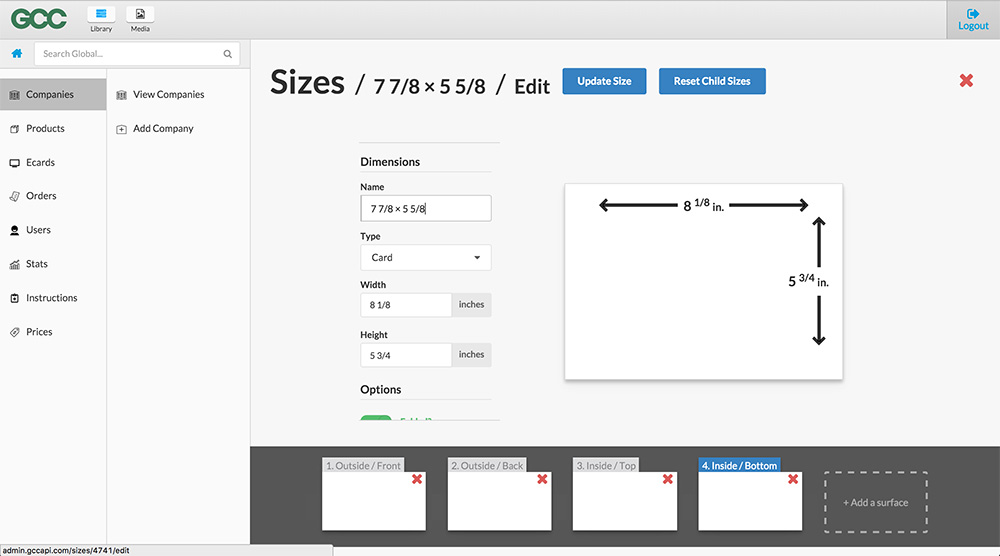 GCC
Library
Media
Logout
Search Global...
Companies
Products
Ecards
Orders
Users
Stats
Instructions
Prices
View Companies
Add Company
Sizes / 7 7/8 × 5 5/8 / Edit
Update Size
Reset Child Sizes
Dimensions
Name
7 7/8 × 5 5/8
Type
Card
Width
8 1/8 inches
Height
5 3/4 inches
Options
8 1/8 in.
5 3/4 in.
1. Outside / Front
2. Outside / Back
3. Inside / Top
4. Inside / Bottom
+ Add a surface
admin.gccapi.com/sizes/4741/edit